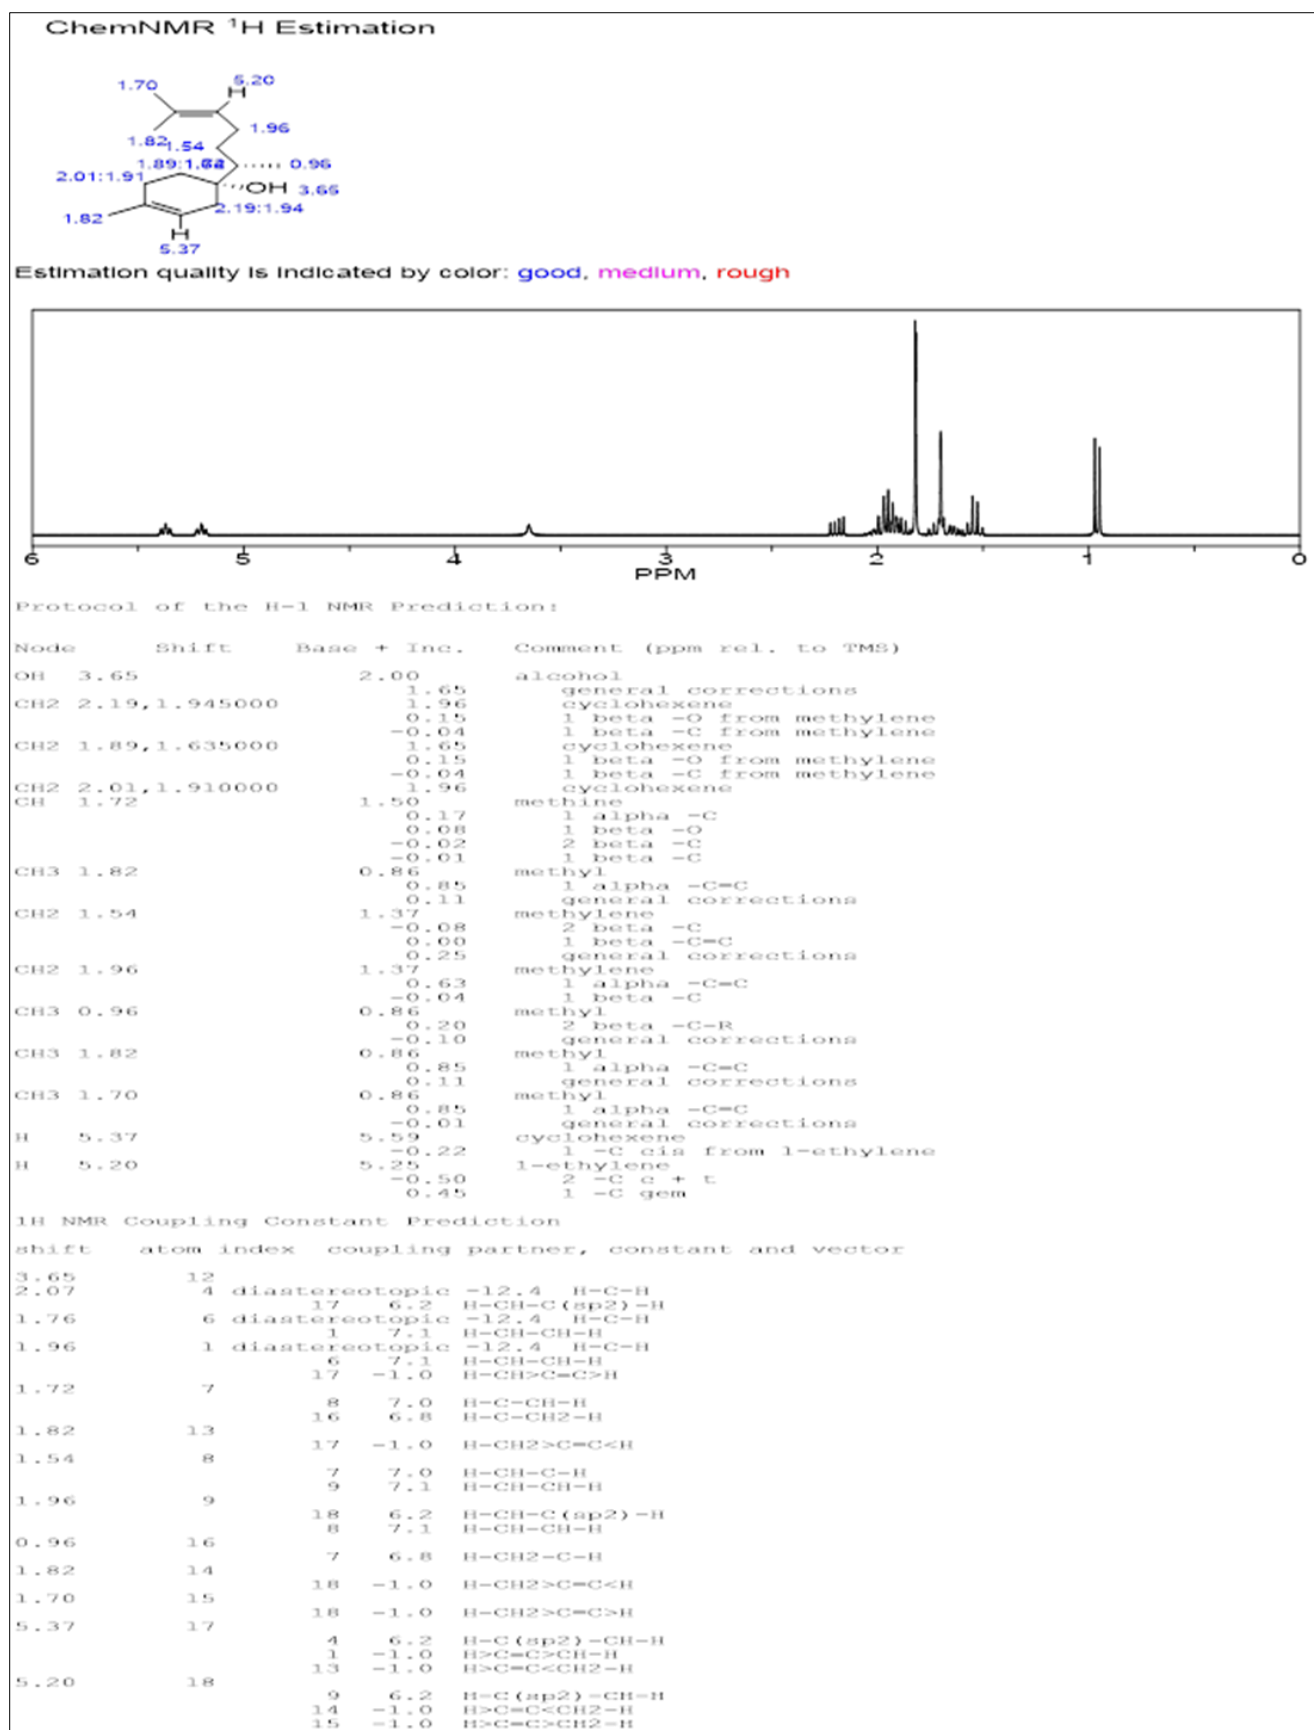 ChemNMR ¹H Estimation
5.20
1.70
H
1.96
1.82
1.54
0.96
2.01:1.91
OH 3.65
2.19:1.94
1.82
H
5.37
Estimation quality is indicated by color: good, medium, rough
6 5 4 3 2 1 0
PPM
Protocol of the H-1 NMR Prediction:
Node Shift Base + Inc. Comment (ppm rel. to TMS)
OH 3.65 2.00 alcohol
1.65 general corrections
CH2 2.19,1.945000 1.96 cyclohexene
0.15 1 beta -O from methylene
-0.04 1 beta -C from methylene
CH2 1.89,1.635000 1.65 cyclohexene
0.15 1 beta -O from methylene
-0.04 1 beta -C from methylene
CH2 2.01,1.910000 1.96 cyclohexene
CH 1.72 1.50 methine
0.17 1 alpha -C
0.08 1 beta -O
-0.02 2 beta -C
-0.01 1 beta -C
CH3 1.82 0.86 methyl
0.85 1 alpha -C=C
0.11 general corrections
CH2 1.54 1.37 methylene
-0.08 2 beta -C
0.00 1 beta -C=C
0.25 general corrections
CH2 1.96 1.37 methylene
0.63 1 alpha -C=C
-0.04 1 beta -C
CH3 0.96 0.86 methyl
0.20 2 beta -C-R
-0.10 general corrections
CH3 1.82 0.86 methyl
0.85 1 alpha -C=C
0.11 general corrections
CH3 1.70 0.86 methyl
0.85 1 alpha -C=C
-0.01 general corrections
H 5.37 5.59 cyclohexene
-0.22 1 -C cis from 1-ethylene
H 5.20 5.25 1-ethylene
-0.50 2 -C c + t
0.45 1 -C gem
1H NMR Coupling Constant Prediction
shift atom index coupling partner, constant and vector
3.65 12
2.07 4 diastereotopic -12.4 H-C-H
17 6.2 H-CH-C(sp2)-H
1.76 6 diastereotopic -12.4 H-C-H
1 7.1 H-CH-CH-H
1.96 1 diastereotopic -12.4 H-C-H
6 7.1 H-CH-CH-H
17 -1.0 H-CH>C=C>H
1.72 7
8 7.0 H-C-CH-H
16 6.8 H-C-CH2-H
1.82 13
17 -1.0 H-CH2>C=C<H
1.54 8
7 7.0 H-CH-C-H
9 7.1 H-CH-CH-H
1.96 9
18 6.2 H-CH-C(sp2)-H
8 7.1 H-CH-CH-H
0.96 16
7 6.8 H-CH2-C-H
1.82 14
18 -1.0 H-CH2>C=C<H
1.70 15
18 -1.0 H-CH2>C=C>H
5.37 17
4 6.2 H-C(sp2)-CH-H
1 -1.0 H>C=C>CH-H
13 -1.0 H>C=C<CH2-H
5.20 18
9 6.2 H-C(sp2)-CH-H
14 -1.0 H>C=C<CH2-H
15 -1.0 H>C=C>CH2-H